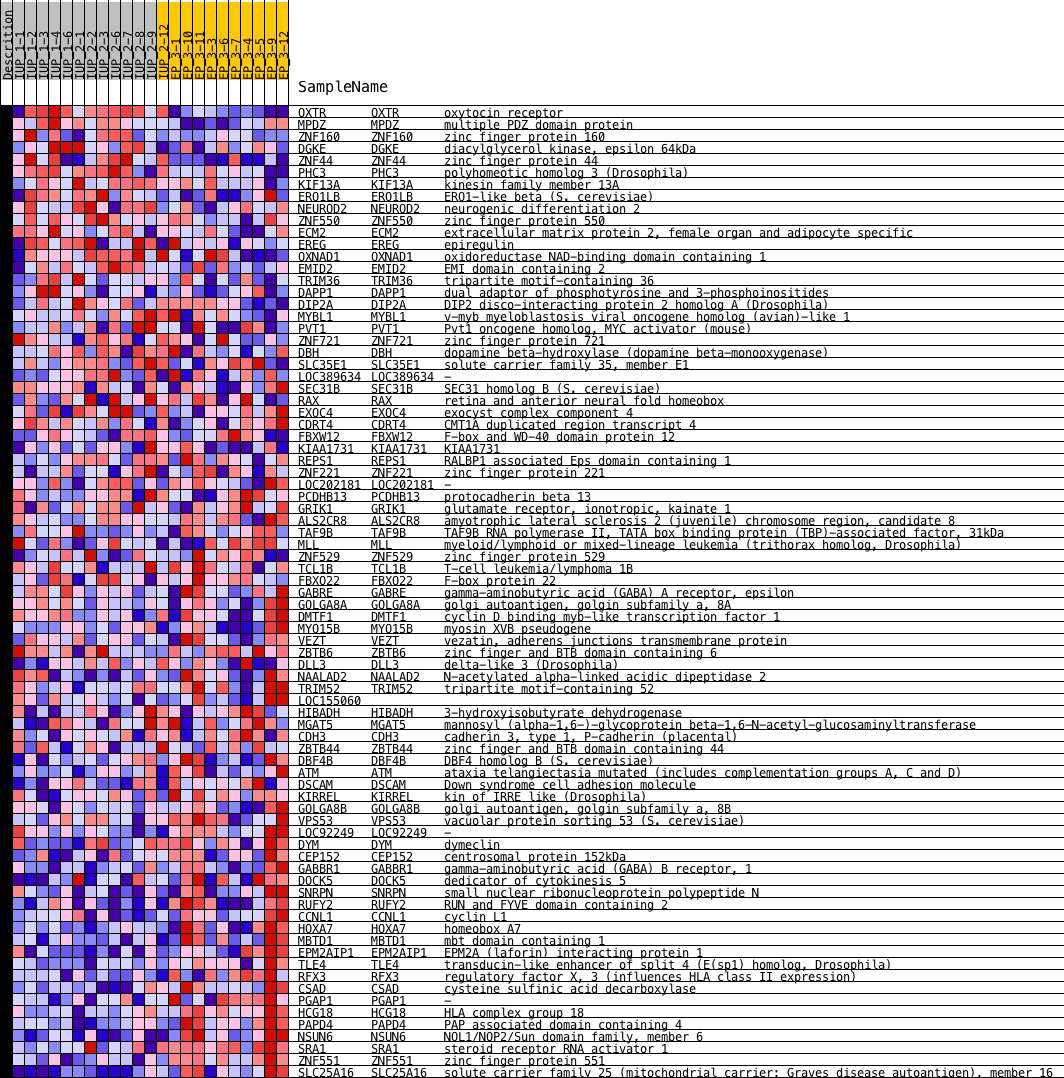 Descrition
IUP_1-1
IUP_1-2
IUP_1-3
IUP_1-4
IUP_1-6
IUP_2-1
IUP_2-2
IUP_2-3
IUP_2-6
IUP_2-7
IUP_2-8
IUP_2-9
IUP_2-12
EP_3-1
EP_3-10
EP_3-11
EP_3-3
EP_3-6
EP_3-7
EP_3-4
EP_3-5
EP_3-9
EP_3-12
SampleName
OXTR OXTR oxytocin receptor
MPDZ MPDZ multiple PDZ domain protein
ZNF160 ZNF160 zinc finger protein 160
DGKE DGKE diacylglycerol kinase, epsilon 64kDa
ZNF44 ZNF44 zinc finger protein 44
PHC3 PHC3 polyhomeotic homolog 3 (Drosophila)
KIF13A KIF13A kinesin family member 13A
ERO1LB ERO1LB ERO1-like beta (S. cerevisiae)
NEUROD2 NEUROD2 neurogenic differentiation 2
ZNF550 ZNF550 zinc finger protein 550
ECM2 ECM2 extracellular matrix protein 2, female organ and adipocyte specific
EREG EREG epiregulin
OXNAD1 OXNAD1 oxidoreductase NAD-binding domain containing 1
EMID2 EMID2 EMI domain containing 2
TRIM36 TRIM36 tripartite motif-containing 36
DAPP1 DAPP1 dual adaptor of phosphotyrosine and 3-phosphoinositides
DIP2A DIP2A DIP2 disco-interacting protein 2 homolog A (Drosophila)
MYBL1 MYBL1 v-myb myeloblastosis viral oncogene homolog (avian)-like 1
PVT1 PVT1 Pvt1 oncogene homolog, MYC activator (mouse)
ZNF721 ZNF721 zinc finger protein 721
DBH DBH dopamine beta-hydroxylase (dopamine beta-monooxygenase)
SLC35E1 SLC35E1 solute carrier family 35, member E1
LOC389634 LOC389634 -
SEC31B SEC31B SEC31 homolog B (S. cerevisiae)
RAX RAX retina and anterior neural fold homeobox
EXOC4 EXOC4 exocyst complex component 4
CDRT4 CDRT4 CMT1A duplicated region transcript 4
FBXW12 FBXW12 F-box and WD-40 domain protein 12
KIAA1731 KIAA1731 KIAA1731
REPS1 REPS1 RALBP1 associated Eps domain containing 1
ZNF221 ZNF221 zinc finger protein 221
LOC202181 LOC202181 -
PCDHB13 PCDHB13 protocadherin beta 13
GRIK1 GRIK1 glutamate receptor, ionotropic, kainate 1
ALS2CR8 ALS2CR8 amyotrophic lateral sclerosis 2 (juvenile) chromosome region, candidate 8
TAF9B TAF9B TAF9B RNA polymerase II, TATA box binding protein (TBP)-associated factor, 31kDa
MLL MLL myeloid/lymphoid or mixed-lineage leukemia (trithorax homolog, Drosophila)
ZNF529 ZNF529 zinc finger protein 529
TCL1B TCL1B T-cell leukemia/lymphoma 1B
FBXO22 FBXO22 F-box protein 22
GABRE GABRE gamma-aminobutyric acid (GABA) A receptor, epsilon
GOLGA8A GOLGA8A golgi autoantigen, golgin subfamily a, 8A
DMTF1 DMTF1 cyclin D binding myb-like transcription factor 1
MYO15B MYO15B myosin XVB pseudogene
VEZT VEZT vezatin, adherens junctions transmembrane protein
ZBTB6 ZBTB6 zinc finger and BTB domain containing 6
DLL3 DLL3 delta-like 3 (Drosophila)
NAALAD2 NAALAD2 N-acetylated alpha-linked acidic dipeptidase 2
TRIM52 TRIM52 tripartite motif-containing 52
LOC155060
HIBADH HIBADH 3-hydroxyisobutyrate dehydrogenase
MGAT5 MGAT5 mannosyl (alpha-1,6-)-glycoprotein beta-1,6-N-acetyl-glucosaminyltransferase
CDH3 CDH3 cadherin 3, type 1, P-cadherin (placental)
ZBTB44 ZBTB44 zinc finger and BTB domain containing 44
DBF4B DBF4B DBF4 homolog B (S. cerevisiae)
ATM ATM ataxia telangiectasia mutated (includes complementation groups A, C and D)
DSCAM DSCAM Down syndrome cell adhesion molecule
KIRREL KIRREL kin of IRRE like (Drosophila)
GOLGA8B GOLGA8B golgi autoantigen, golgin subfamily a, 8B
VPS53 VPS53 vacuolar protein sorting 53 (S. cerevisiae)
LOC92249 LOC92249 -
DYM DYM dymeclin
CEP152 CEP152 centrosomal protein 152kDa
GABBR1 GABBR1 gamma-aminobutyric acid (GABA) B receptor, 1
DOCK5 DOCK5 dedicator of cytokinesis 5
SNRPN SNRPN small nuclear ribonucleoprotein polypeptide N
RUFY2 RUFY2 RUN and FYVE domain containing 2
CCNL1 CCNL1 cyclin L1
HOXA7 HOXA7 homeobox A7
MBTD1 MBTD1 mbt domain containing 1
EPM2AIP1 EPM2AIP1 EPM2A (laforin) interacting protein 1
TLE4 TLE4 transducin-like enhancer of split 4 (E(sp1) homolog, Drosophila)
RFX3 RFX3 regulatory factor X, 3 (influences HLA class II expression)
CSAD CSAD cysteine sulfinic acid decarboxylase
PGAP1 PGAP1 -
HCG18 HCG18 HLA complex group 18
PAPD4 PAPD4 PAP associated domain containing 4
NSUN6 NSUN6 NOL1/NOP2/Sun domain family, member 6
SRA1 SRA1 steroid receptor RNA activator 1
ZNF551 ZNF551 zinc finger protein 551
SLC25A16 SLC25A16 solute carrier family 25 (mitochondrial carrier; Graves disease autoantigen), member 16